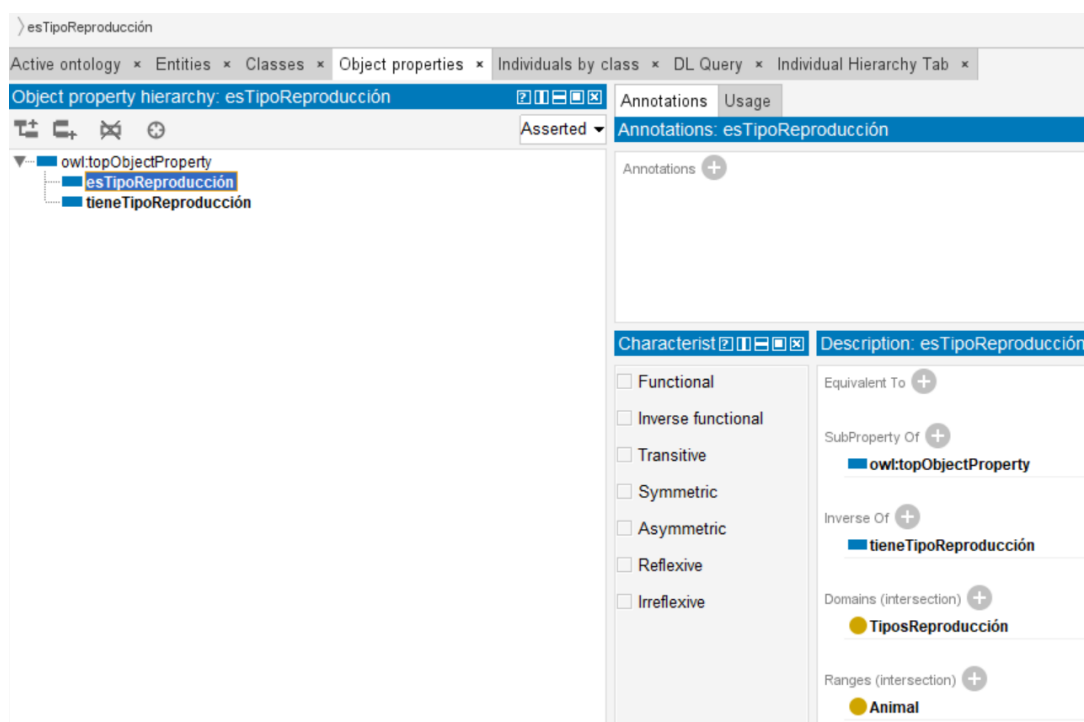 esTipoReproducción
Active ontology × Entities × Classes × Object properties × Individuals by class × DL Query × Individual Hierarchy Tab ×
Object property hierarchy: esTipoReproducción
Asserted
owl:topObjectProperty
esTipoReproducción
tieneTipoReproducción
Annotations Usage
Annotations: esTipoReproducción
Annotations
Characterist
Functional
Inverse functional
Transitive
Symmetric
Asymmetric
Reflexive
Irreflexive
Description: esTipoReproducción
Equivalent To
SubProperty Of
owl:topObjectProperty
Inverse Of
tieneTipoReproducción
Domains (intersection)
TiposReproducción
Ranges (intersection)
Animal